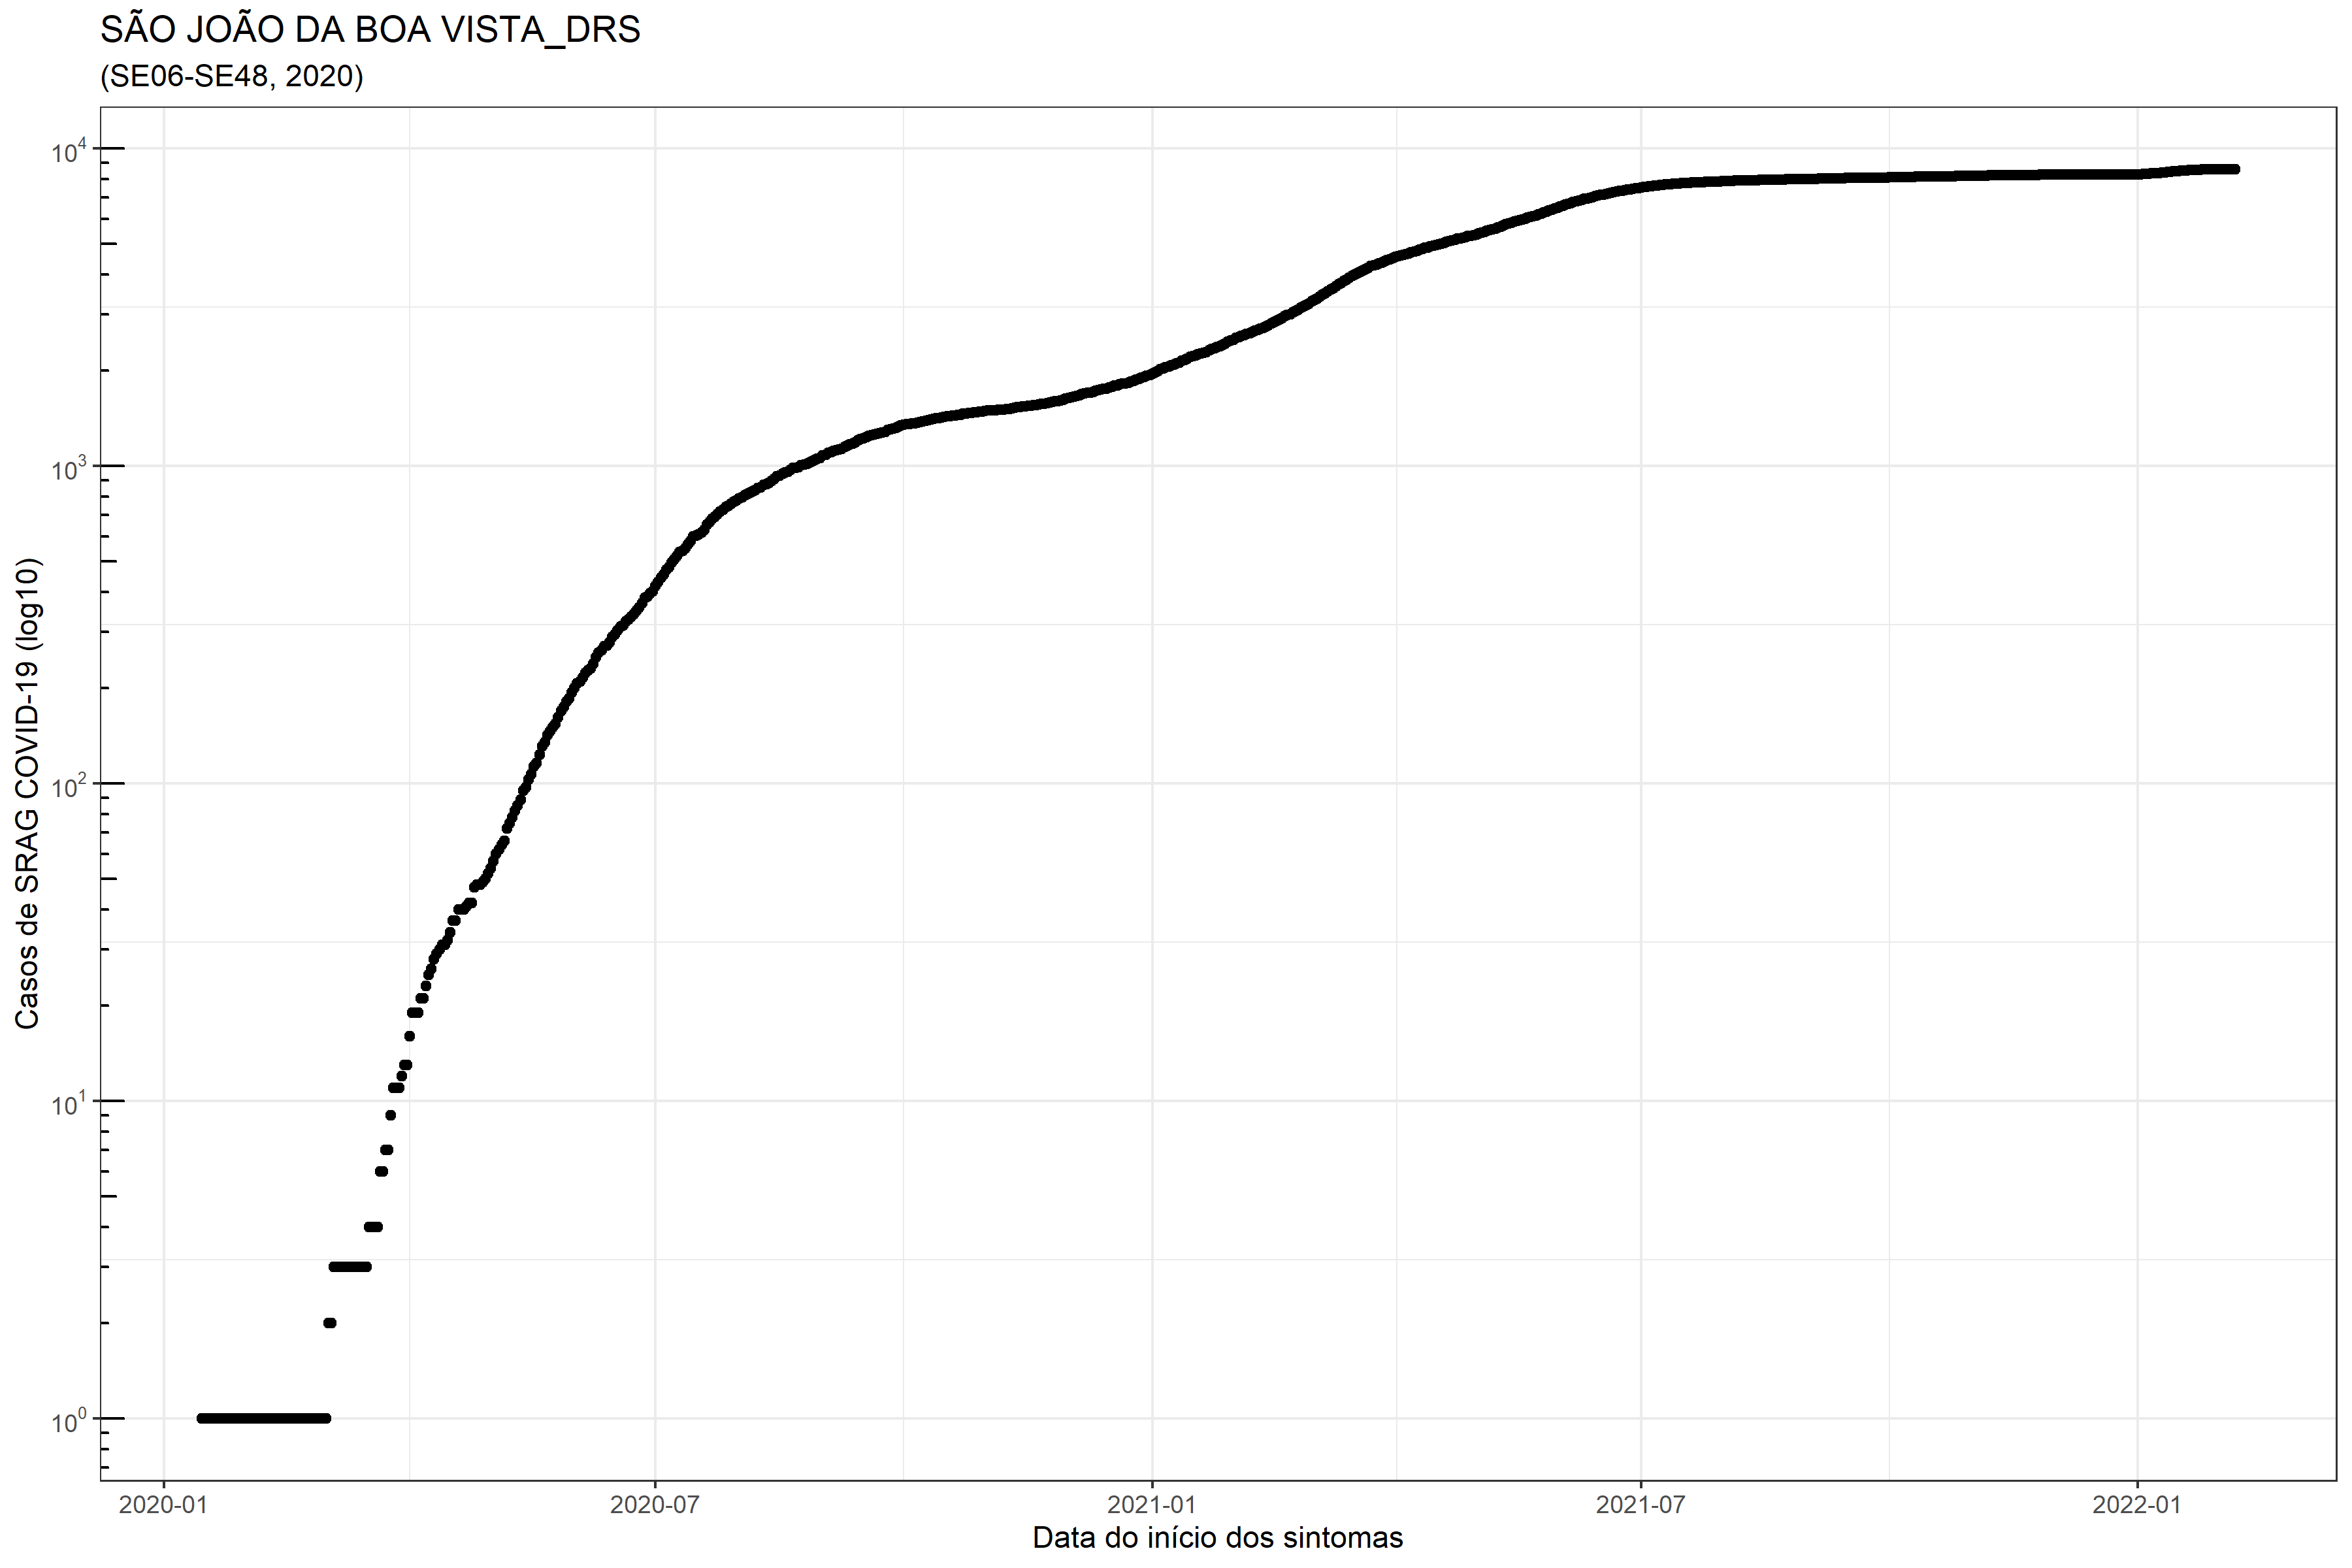 SÃO JOÃO DA BOA VISTA_DRS
(SE06-SE48, 2020)
Casos de SRAG COVID-19 (log10)
10^4
10^3
10^2
10^1
10^0
2020-01 2020-07 2021-01 2021-07 2022-01
Data do início dos sintomas